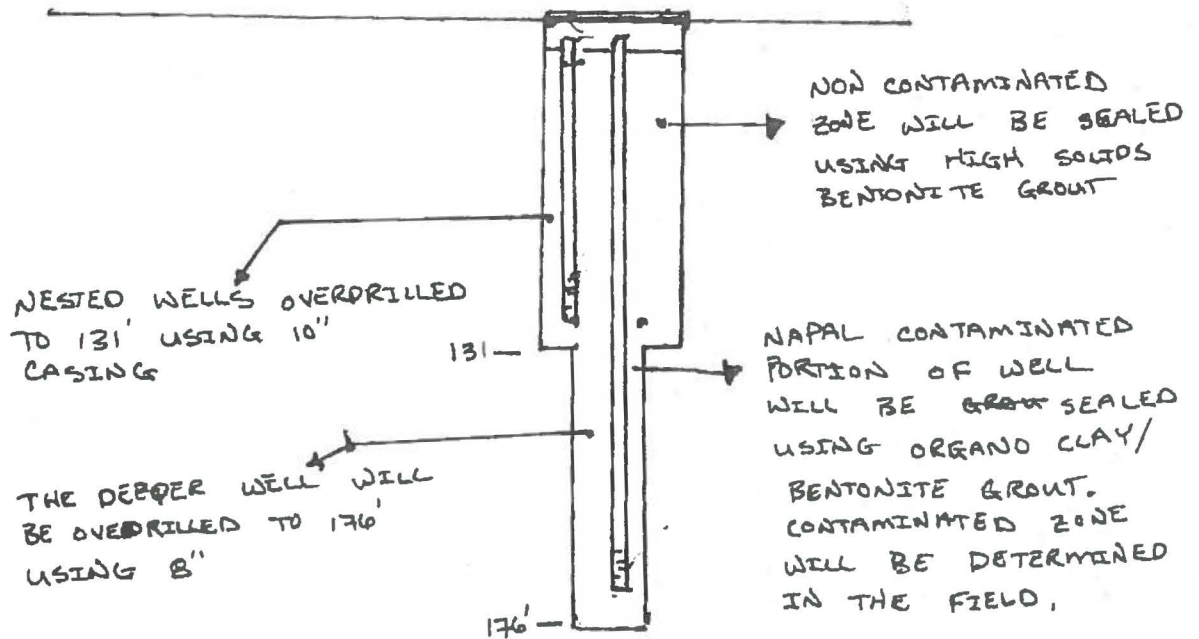 NON CONTAMINATED
ZONE WILL BE SEALED
USING HIGH SOLIDS
BENTONITE GROUT
NESTED WELLS OVERDRILLED
TO 131' USING 10"
CASING
131
NAPAL CONTAMINATED
PORTION OF WELL
WILL BE GROUT SEALED
USING ORGANO CLAY/
BENTONITE GROUT.
CONTAMINATED ZONE
WILL BE DETERMINED
IN THE FIELD.
THE DEEPER WELL WILL
BE OVEDRILLED TO 176'
USING 8"
176'